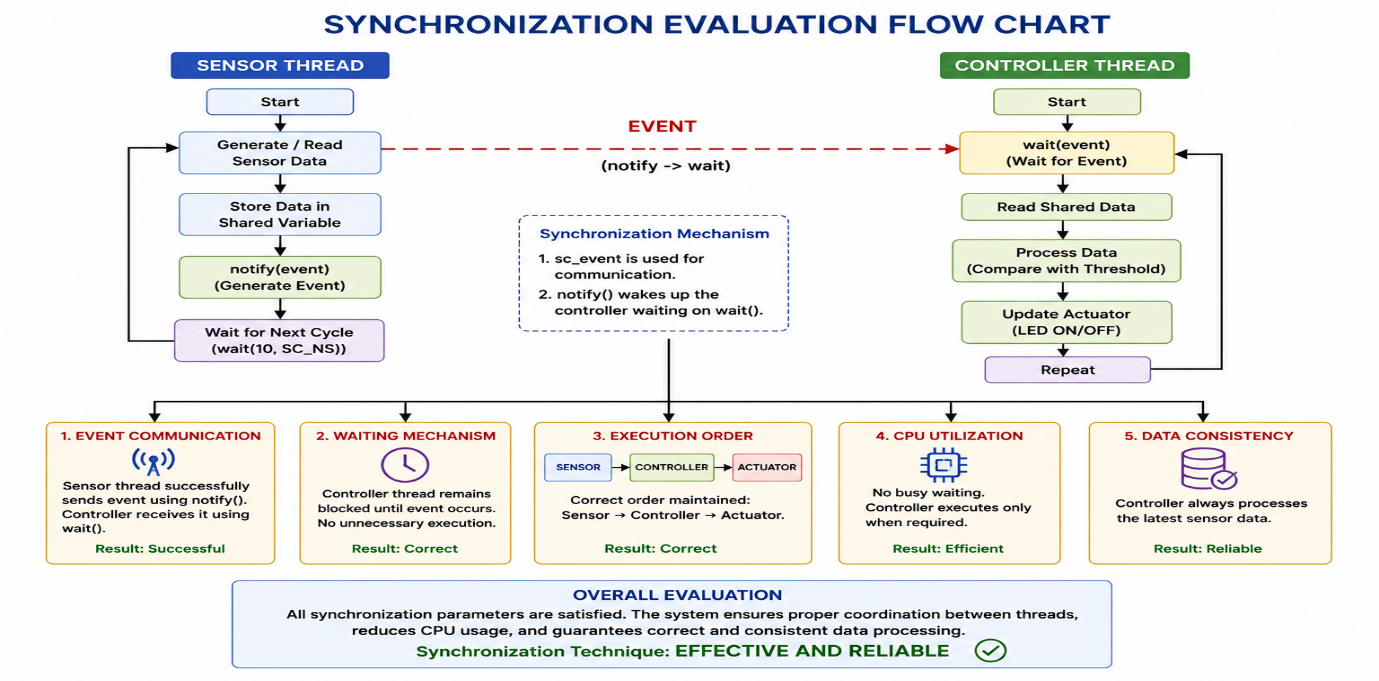 SYNCHRONIZATION EVALUATION FLOW CHART
SENSOR THREAD
Start
Generate / Read
Sensor Data
Store Data in
Shared Variable
notify(event)
(Generate Event)
Wait for Next Cycle
(wait(10, SC_NS))
EVENT
(notify -> wait)
Synchronization Mechanism
1. sc_event is used for
communication.
2. notify() wakes up the
controller waiting on wait().
CONTROLLER THREAD
Start
wait(event)
(Wait for Event)
Read Shared Data
Process Data
(Compare with Threshold)
Update Actuator
(LED ON/OFF)
Repeat
1. EVENT COMMUNICATION
Sensor thread successfully
sends event using notify().
Controller receives it using
wait().
Result: Successful
2. WAITING MECHANISM
Controller thread remains
blocked until event occurs.
No unnecessary execution.
Result: Correct
3. EXECUTION ORDER
SENSOR
CONTROLLER
ACTUATOR
Correct order maintained:
Sensor → Controller → Actuator.
Result: Correct
4. CPU UTILIZATION
No busy waiting.
Controller executes only
when required.
Result: Efficient
5. DATA CONSISTENCY
Controller always processes
the latest sensor data.
Result: Reliable
OVERALL EVALUATION
All synchronization parameters are satisfied. The system ensures proper coordination between threads,
reduces CPU usage, and guarantees correct and consistent data processing.
Synchronization Technique: EFFECTIVE AND RELIABLE